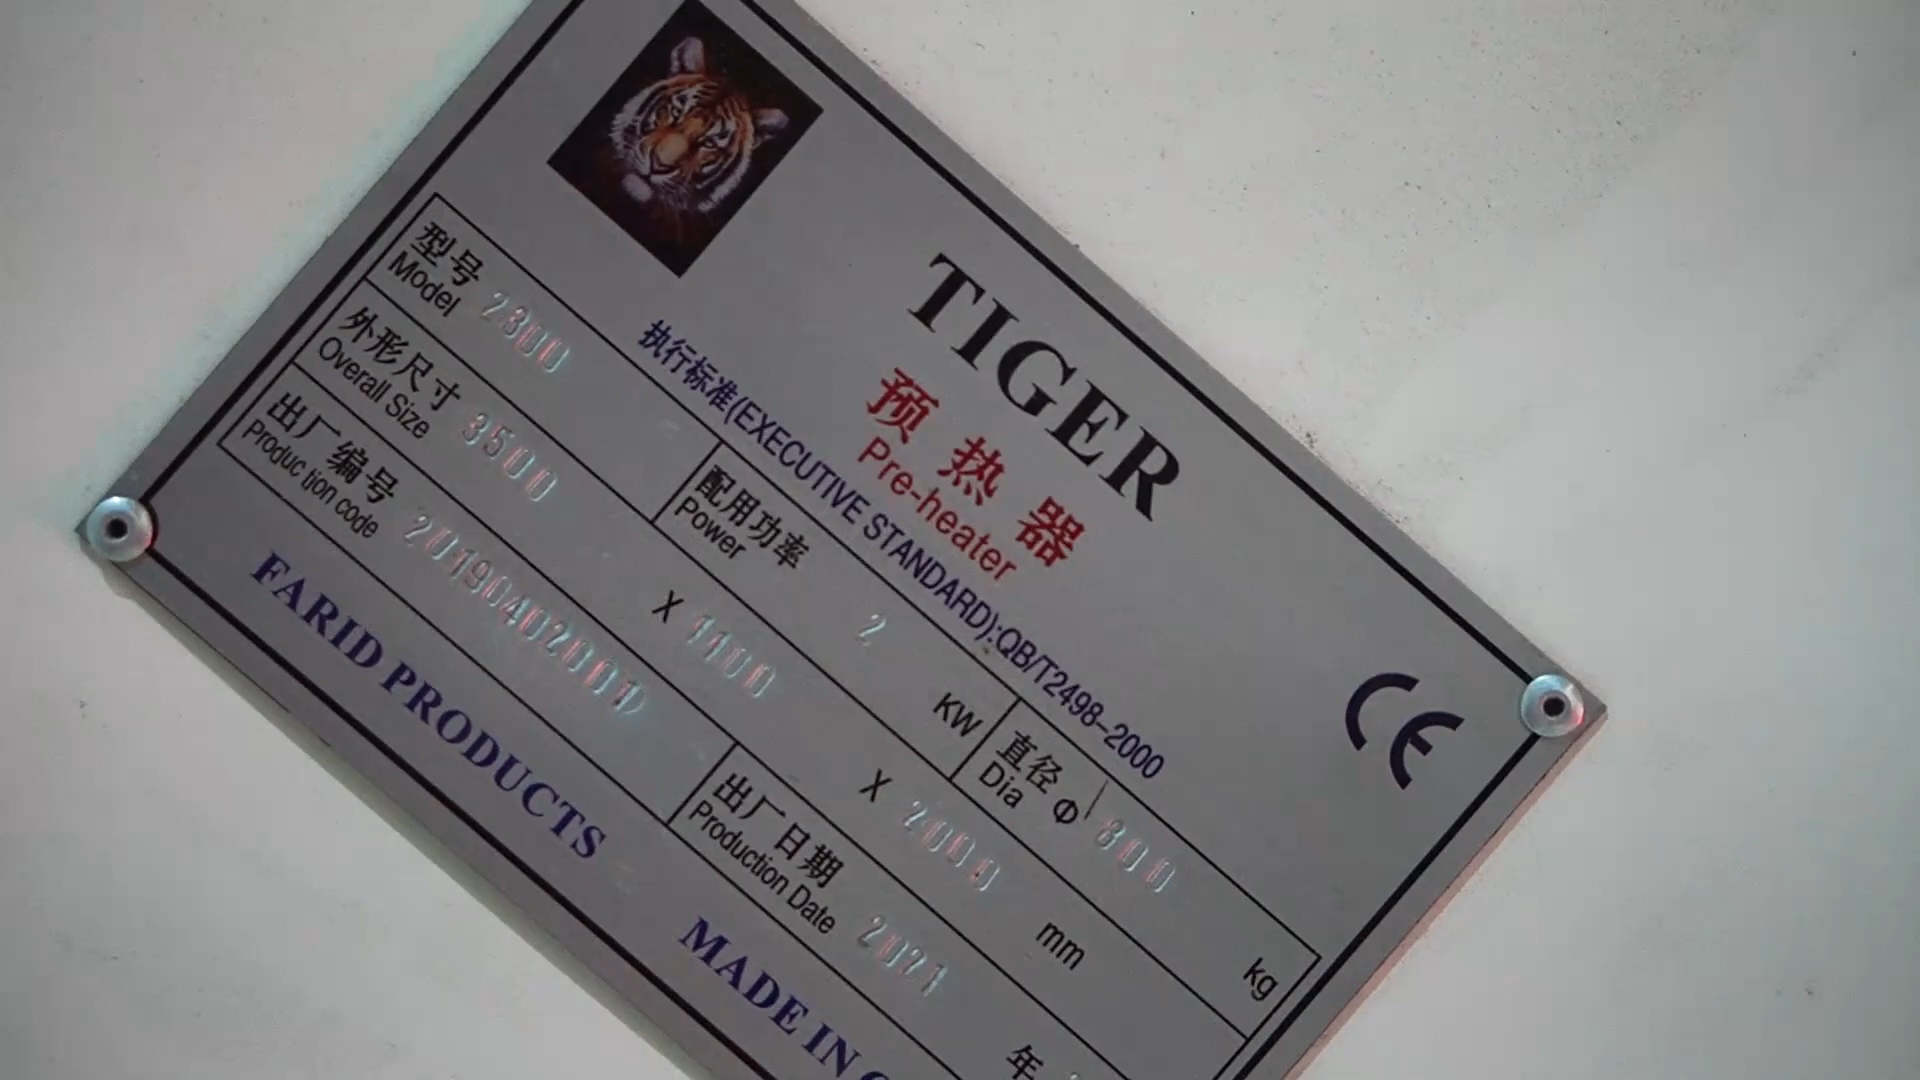 TIGER
预热器
Pre-heater
执行标准(EXECUTIVE STANDARD):QB/T2498-2000
CE
型号 2300 配用功率 2 KW 直径 Φ 800
Model Power Dia kg
外形尺寸 3500 X 1100 X 2000 mm
Overall Size
出厂编号 20190402001D 出厂日期 2021 年
Production code Production Date
FARID PRODUCTS MADE IN